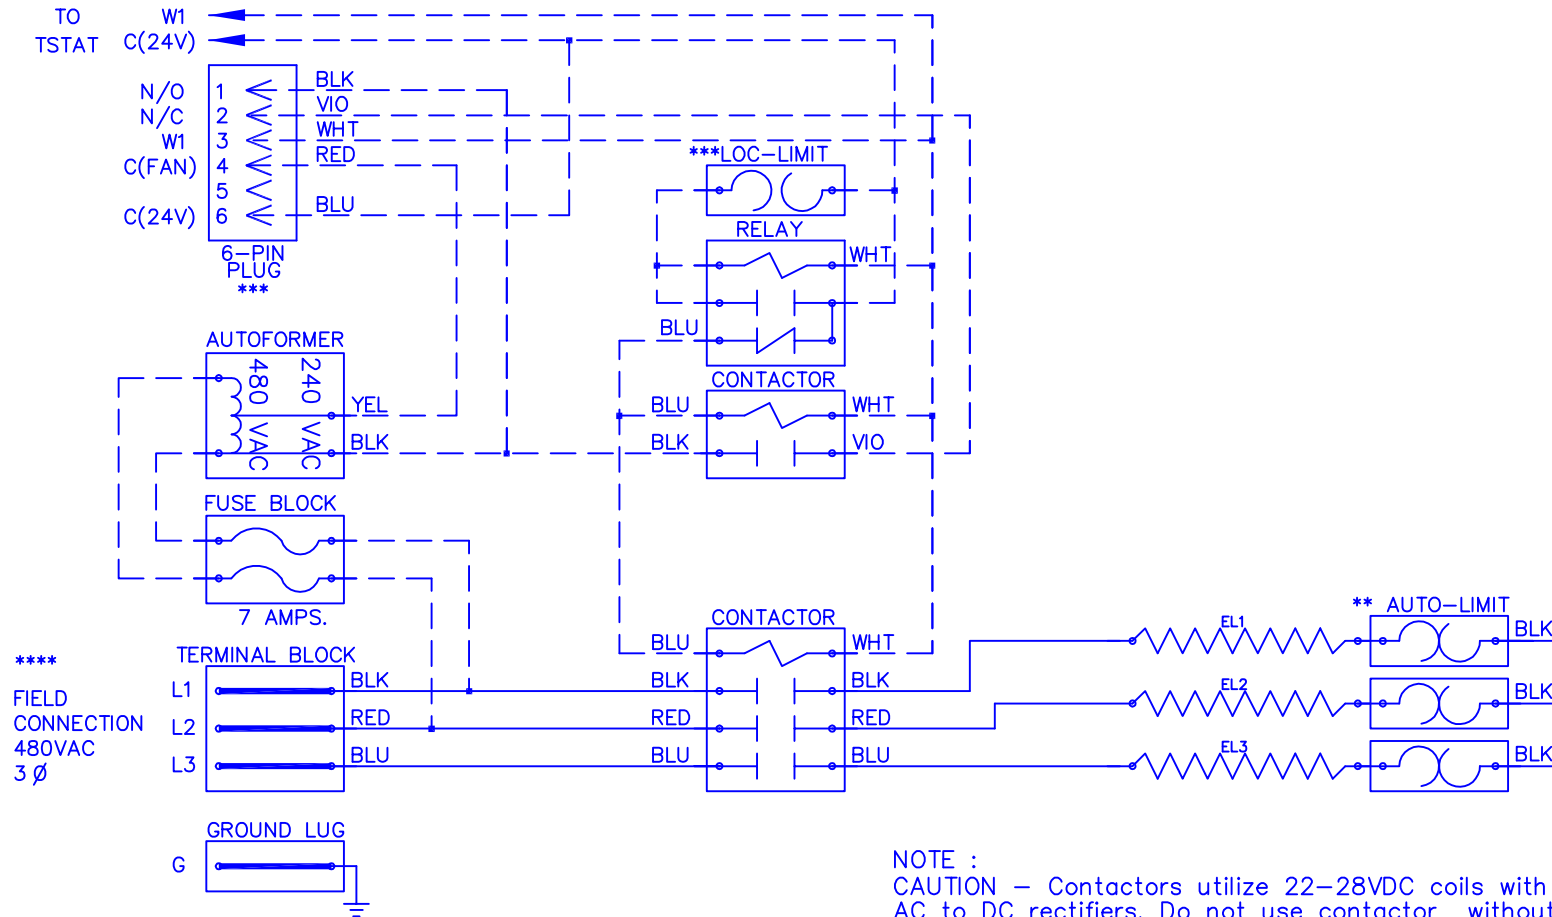 TO W1
TSTAT C(24V)
N/O 1 BLK
N/C 2 VIO
W1 3 WHT
C(FAN) 4 RED
5
C(24V) 6 BLU
6-PIN
PLUG
***
***LOC-LIMIT
RELAY
WHT
BLU
AUTOFORMER
480 VAC
240 VAC
YEL
BLK
CONTACTOR
BLU WHT
BLK VIO
FUSE BLOCK
7 AMPS.
CONTACTOR
BLU WHT
** AUTO-LIMIT
****
FIELD
CONNECTION
480VAC
3 Ø
TERMINAL BLOCK
L1 BLK BLK BLK EL1 BLK
L2 RED RED RED EL2 BLK
L3 BLU BLU BLU EL3 BLK
GROUND LUG
G
NOTE :
CAUTION - Contactors utilize 22-28VDC coils with
AC to DC rectifiers. Do not use contactor without